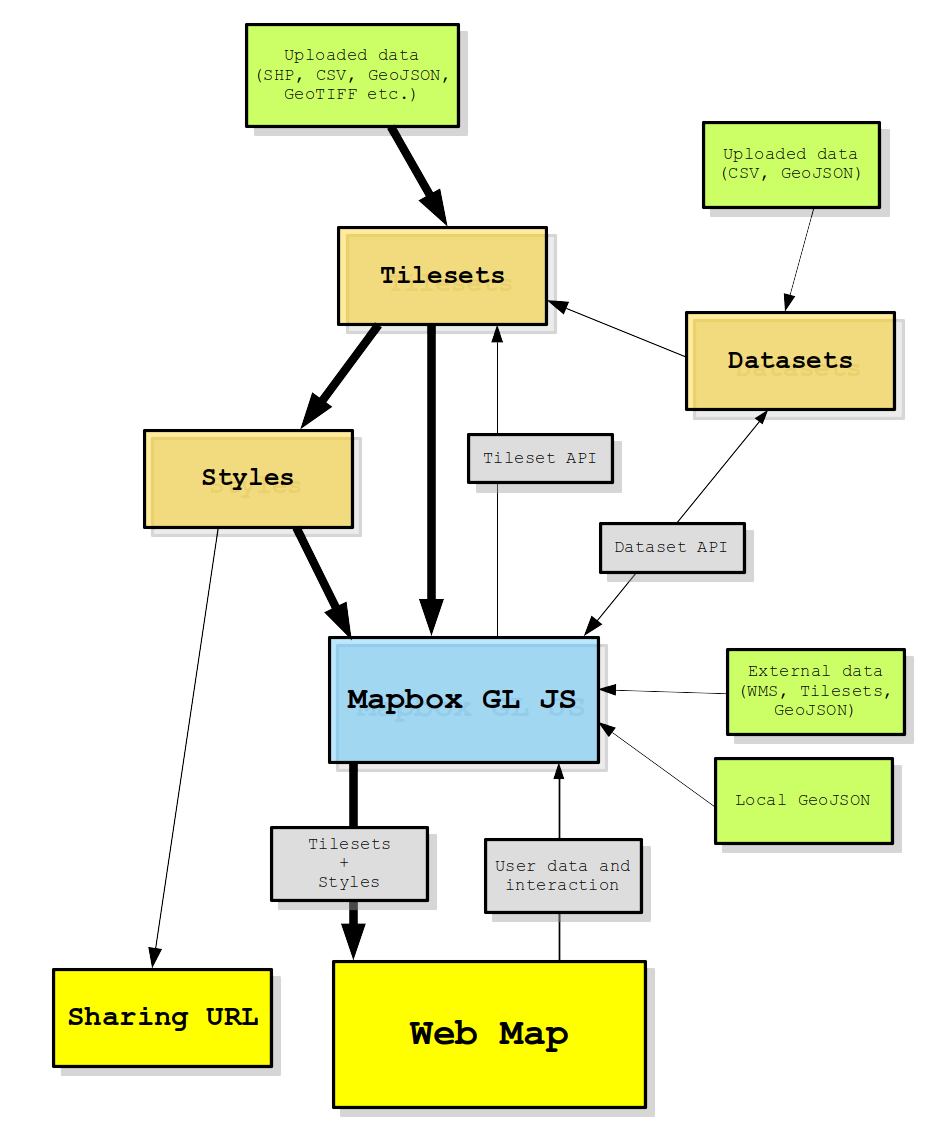 Uploaded data
(SHP, CSV, GeoJSON,
GeoTIFF etc.)
Uploaded data
(CSV, GeoJSON)
Tilesets
Datasets
Styles
Tileset API
Dataset API
Mapbox GL JS
External data
(WMS, Tilesets,
GeoJSON)
Local GeoJSON
Tilesets
+
Styles
User data and
interaction
Sharing URL
Web Map